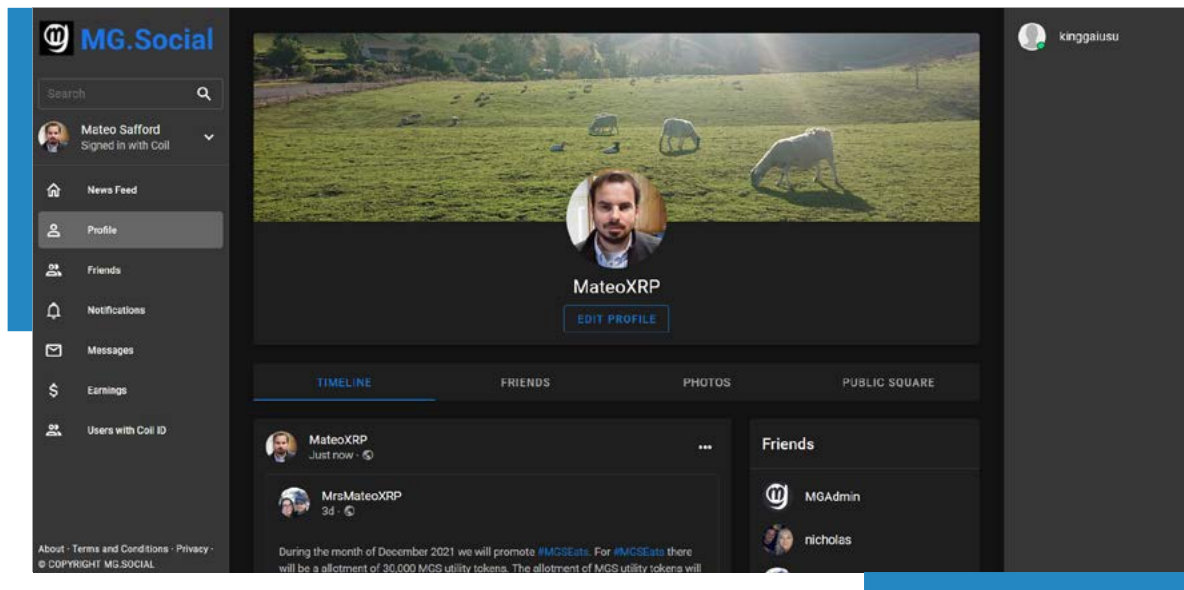 MG.Social
Search
Mateo Safford
Signed in with Coil
News Feed
Profile
Friends
Notifications
Messages
Earnings
Users with Coil ID
About · Terms and Conditions · Privacy ·
© COPYRIGHT MG.SOCIAL
MateoXRP
EDIT PROFILE
TIMELINE
FRIENDS
PHOTOS
PUBLIC SQUARE
MateoXRP
Just now ·
MrsMateoXRP
3d ·
During the month of December 2021 we will promote #MGSEats. For #MGSEats there
will be a allotment of 30,000 MGS utility tokens. The allotment of MGS utility tokens will
Friends
MGAdmin
nicholas
kinggaiusu